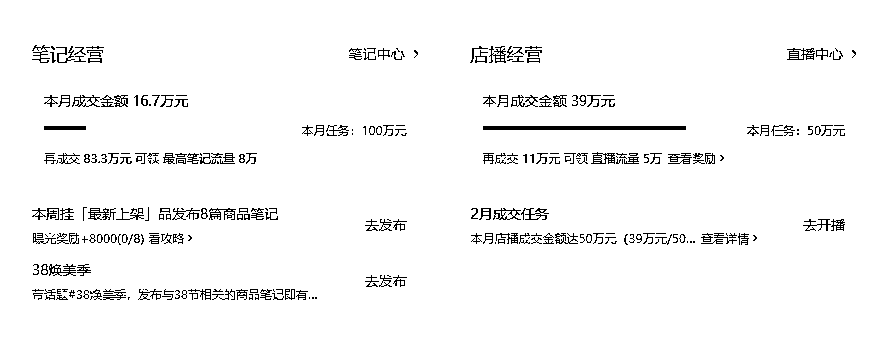 笔记经营
笔记中心 >
本月成交金额 16.7万元
本月任务：100万元
再成交 83.3万元 可领 最高笔记流量 8万
本周挂「最新上架」品发布8篇商品笔记
曝光奖励+8000(0/8) 看攻略 >
去发布
38焕美季
带话题#38焕美季，发布与38节相关的商品笔记即有...
去发布
店播经营
直播中心 >
本月成交金额 39万元
本月任务：50万元
再成交 11万元 可领 直播流量 5万 查看奖励 >
2月成交任务
本月店播成交金额达50万元（39万元/50... 查看详情 >
去开播